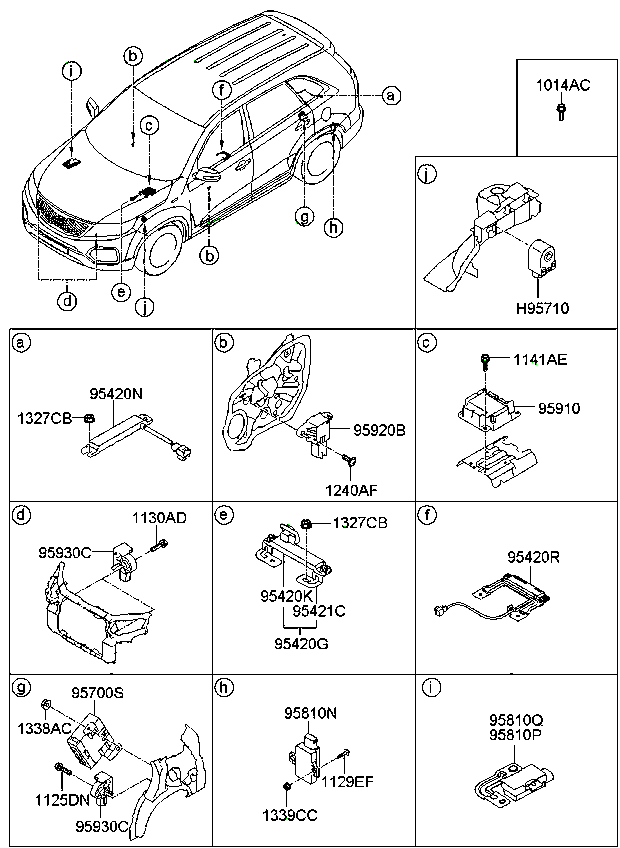 i
b
c
f
a
g
h
b
j
e
d
1014AC
j
H95710
a
95420N
1327CB
b
95920B
1240AF
c
1141AE
95910
d
1130AD
95930C
e
1327CB
95420K
95421C
95420G
f
95420R
g
95700S
1338AC
1125DN
95930C
h
95810N
1129EF
1339CC
i
95810Q
95810P